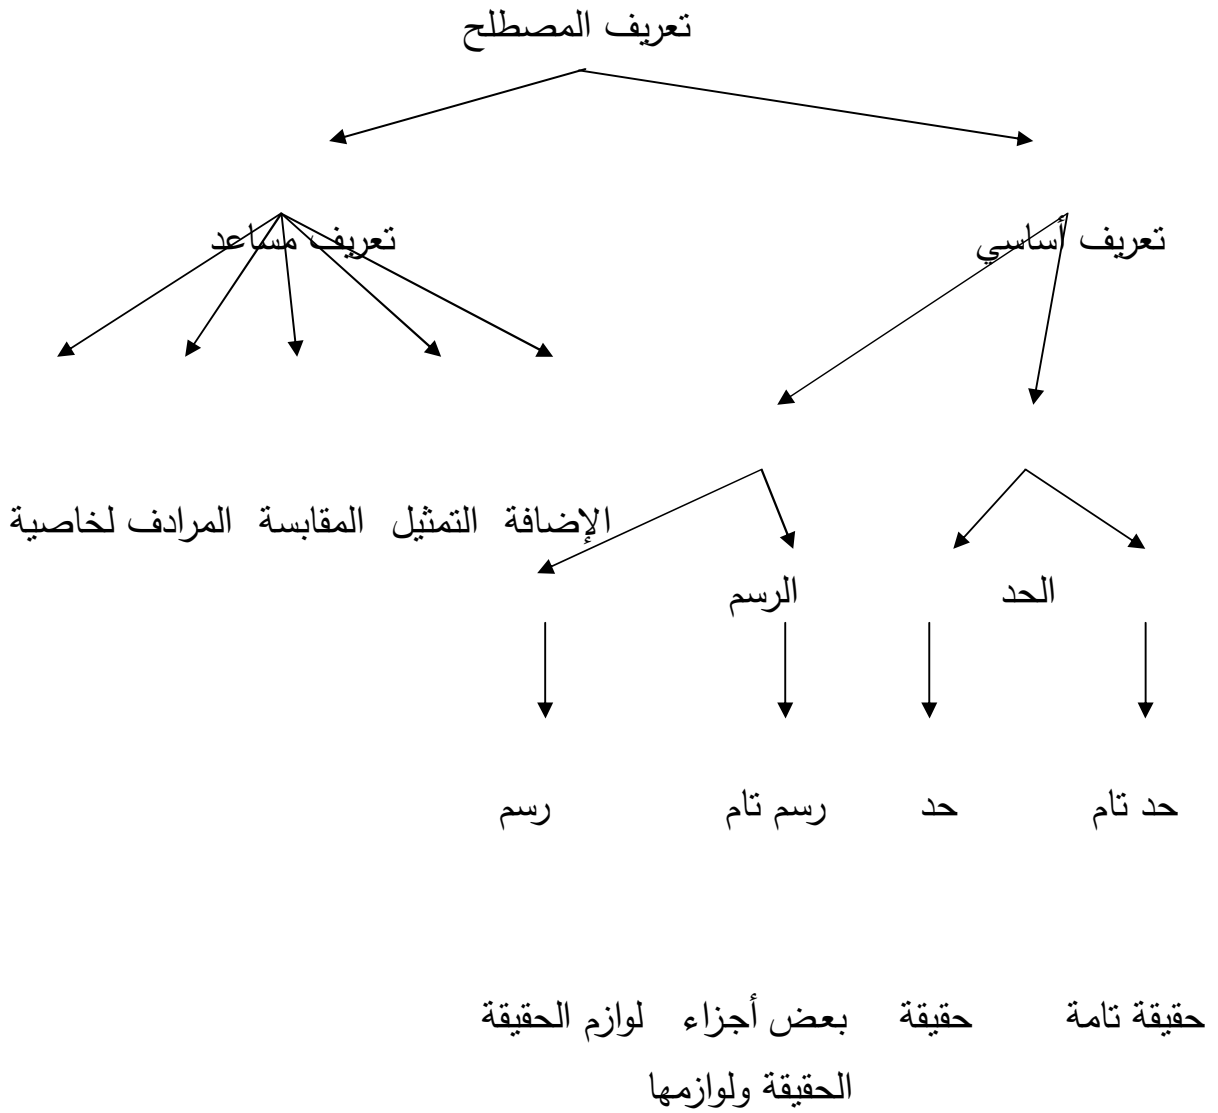 تعريف المصطلح
تعريف أساسي تعريف مساعد
الإضافة التمثيل المقابسة المرادف لخاصية
الحد الرسم
حد تام حد رسم تام رسم
حقيقة تامة حقيقة بعض أجزاء لوازم الحقيقة
الحقيقة ولوازمها